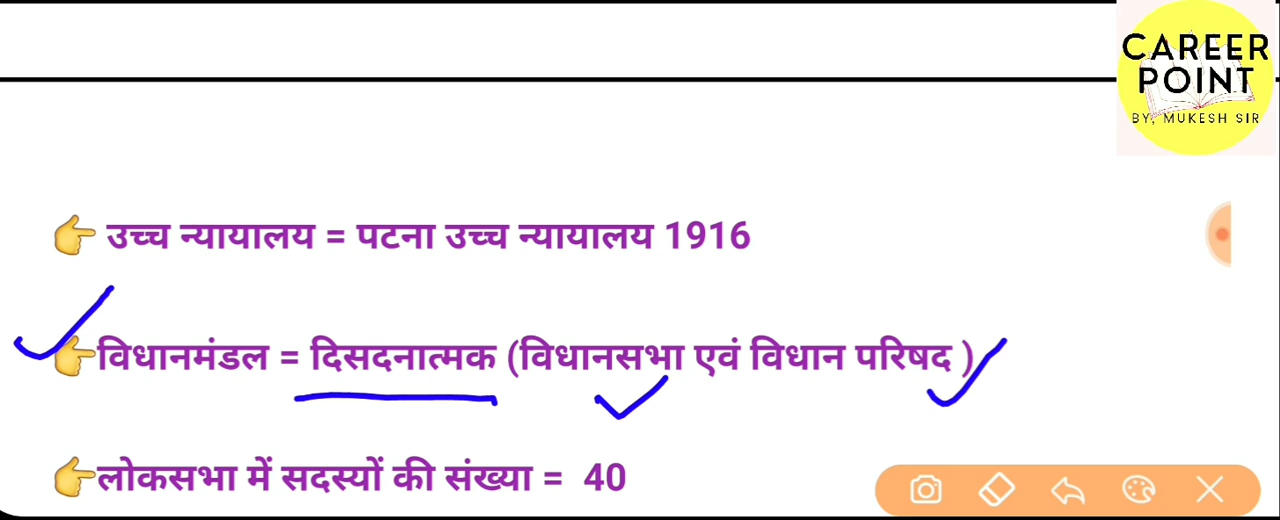 CAREER
POINT
BY, MUKESH SIR
उच्च न्यायालय = पटना उच्च न्यायालय 1916
विधानमंडल = दिसदनात्मक (विधानसभा एवं विधान परिषद )
लोकसभा में सदस्यों की संख्या = 40